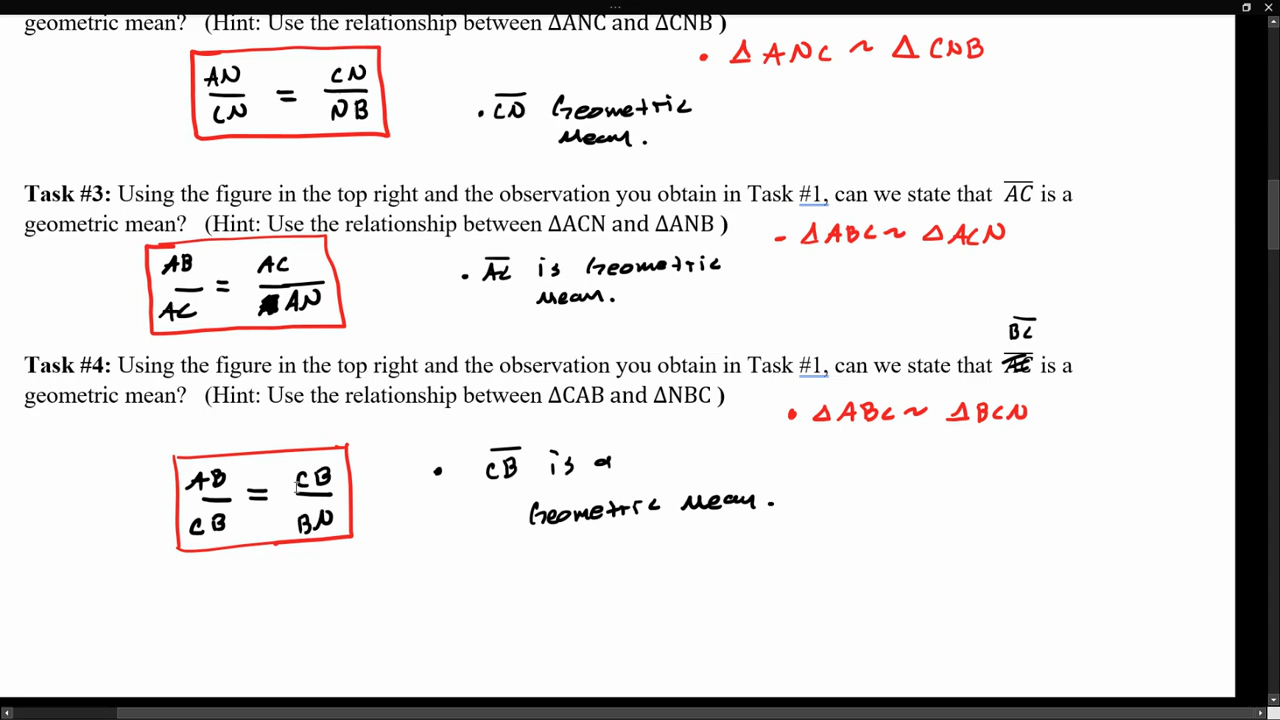 geometric mean? (Hint: Use the relationship between ΔANC and ΔCNB )
• Δ ANC ~ Δ CNB
AN/CN = CN/NB
• CN Geometric
Mean.
Task #3: Using the figure in the top right and the observation you obtain in Task #1, can we state that AC is a
geometric mean? (Hint: Use the relationship between ΔACN and ΔANB )
• ΔABC ~ ΔACN
AB/AC = AC/AN
• AC is Geometric
Mean.
BC
Task #4: Using the figure in the top right and the observation you obtain in Task #1, can we state that is a
geometric mean? (Hint: Use the relationship between ΔCAB and ΔNBC )
• ΔABC ~ ΔBCN
AB/CB = CB/BN
• CB is a
Geometric Mean.